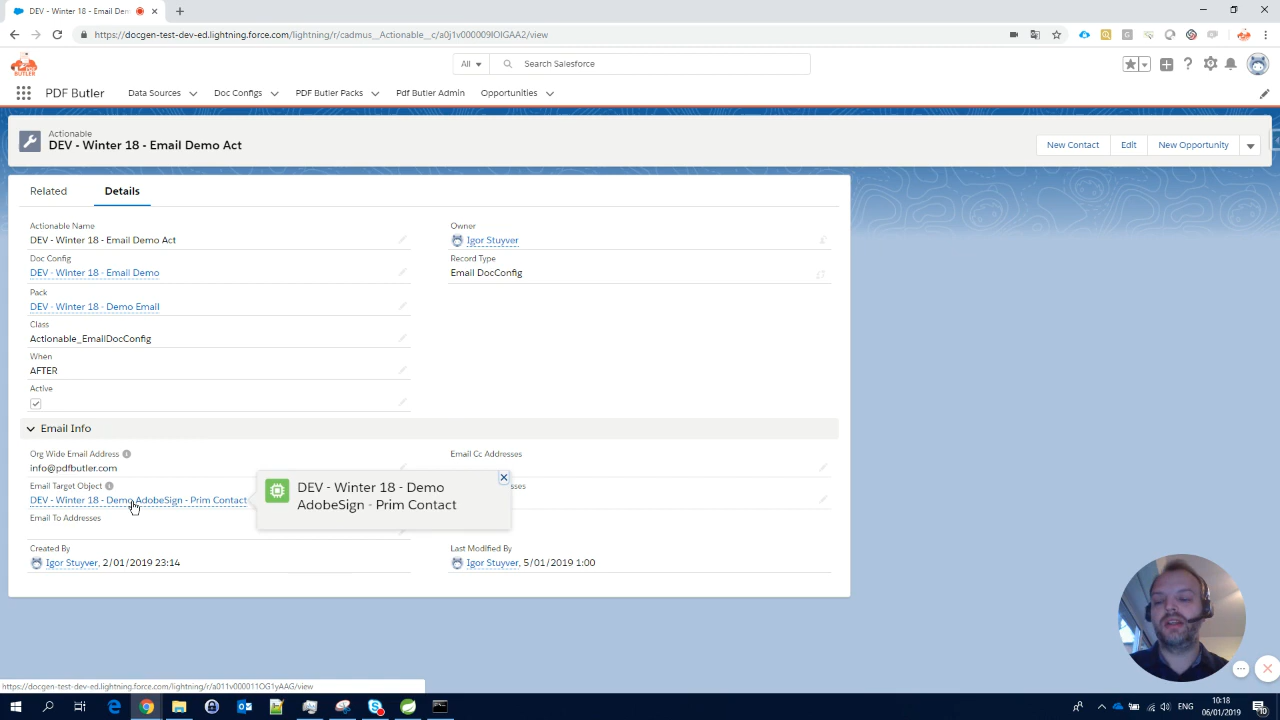 DEV - Winter 18 - Email Den
https://docgen-test-dev-ed.lightning.force.com/lightning/r/cadmus__Actionable__c/a0j1v000009IOIGAA2/view
PDF
BUTLER
All
Search Salesforce
PDF Butler
Data Sources
Doc Configs
PDF Butler Packs
Pdf Butler Admin
Opportunities
Actionable
DEV - Winter 18 - Email Demo Act
New Contact
Edit
New Opportunity
Related
Details
Actionable Name
DEV - Winter 18 - Email Demo Act
Owner
Igor Stuyver
Doc Config
DEV - Winter 18 - Email Demo
Record Type
Email DocConfig
Pack
DEV - Winter 18 - Demo Email
Class
Actionable_EmailDocConfig
When
AFTER
Active
Email Info
Org Wide Email Address
info@pdfbutler.com
Email Cc Addresses
Email Target Object
DEV - Winter 18 - Demo AdobeSign - Prim Contact
DEV - Winter 18 - Demo
AdobeSign - Prim Contact
Email To Addresses
Created By
Igor Stuyver, 2/01/2019 23:14
Last Modified By
Igor Stuyver, 5/01/2019 1:00
https://docgen-test-dev-ed.lightning.force.com/lightning/r/a011v000011OG1yAAG/view
ENG
10:18
06/01/2019